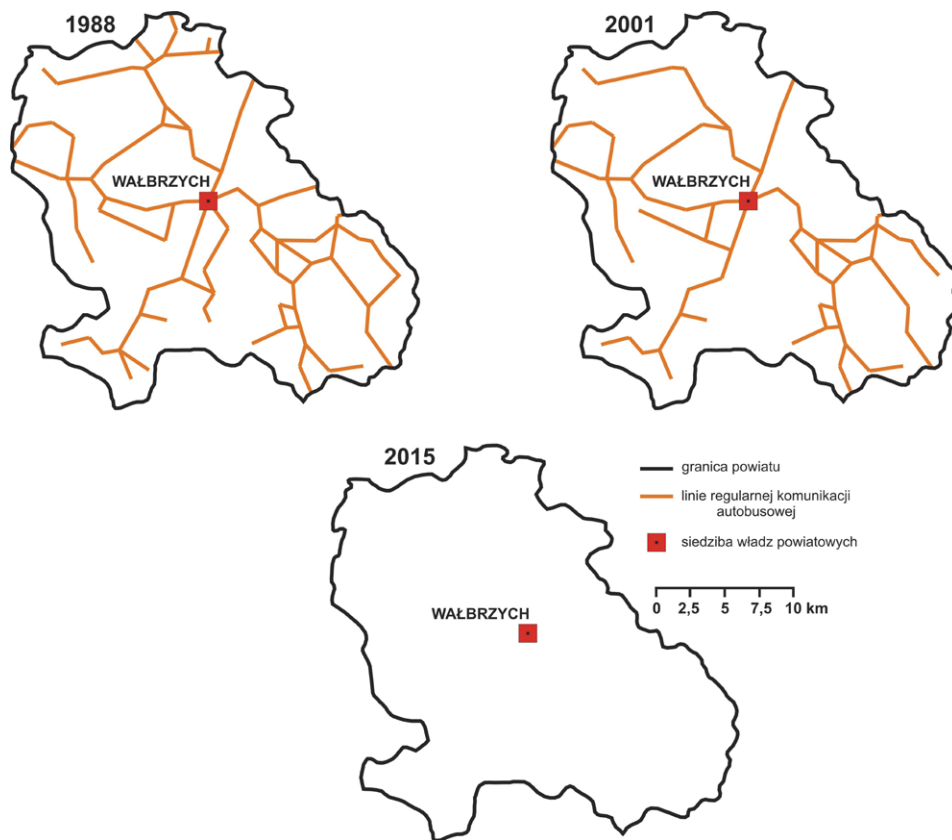 1988
WAŁBRZYCH
2001
WAŁBRZYCH
2015
WAŁBRZYCH
granica powiatu
linie regularnej komunikacji
autobusowej
siedziba władz powiatowych
0 2,5 5 7,5 10 km